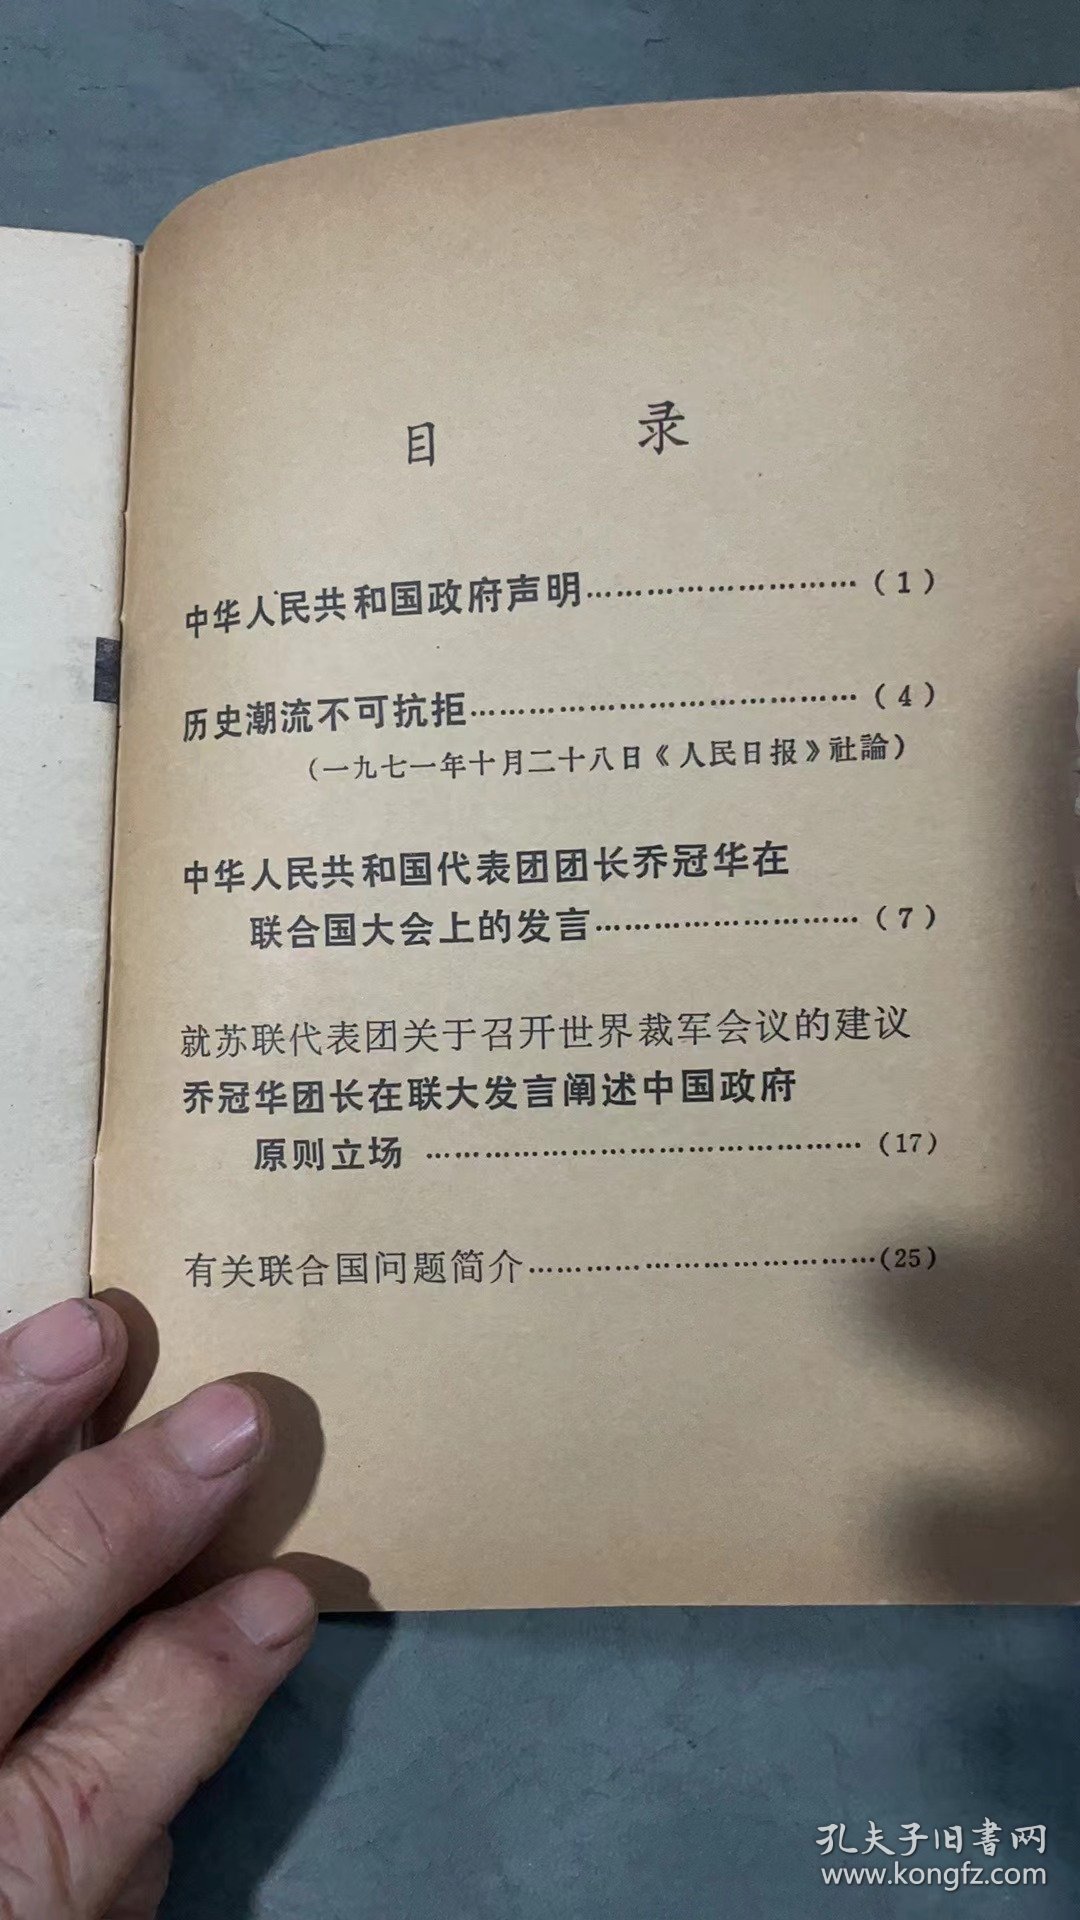 目 录
中华人民共和国政府声明……………………… (1)
历史潮流不可抗拒………………………………… (4)
(一九七一年十月二十八日《人民日报》社論)
中华人民共和国代表团团长乔冠华在
联合国大会上的发言……………………… (7)
就苏联代表团关于召开世界裁军会议的建议
乔冠华团长在联大发言阐述中国政府
原则立场 ……………………………………… (17)
有关联合国问题简介………………………………(25)
孔夫子旧書网
www.kongfz.com